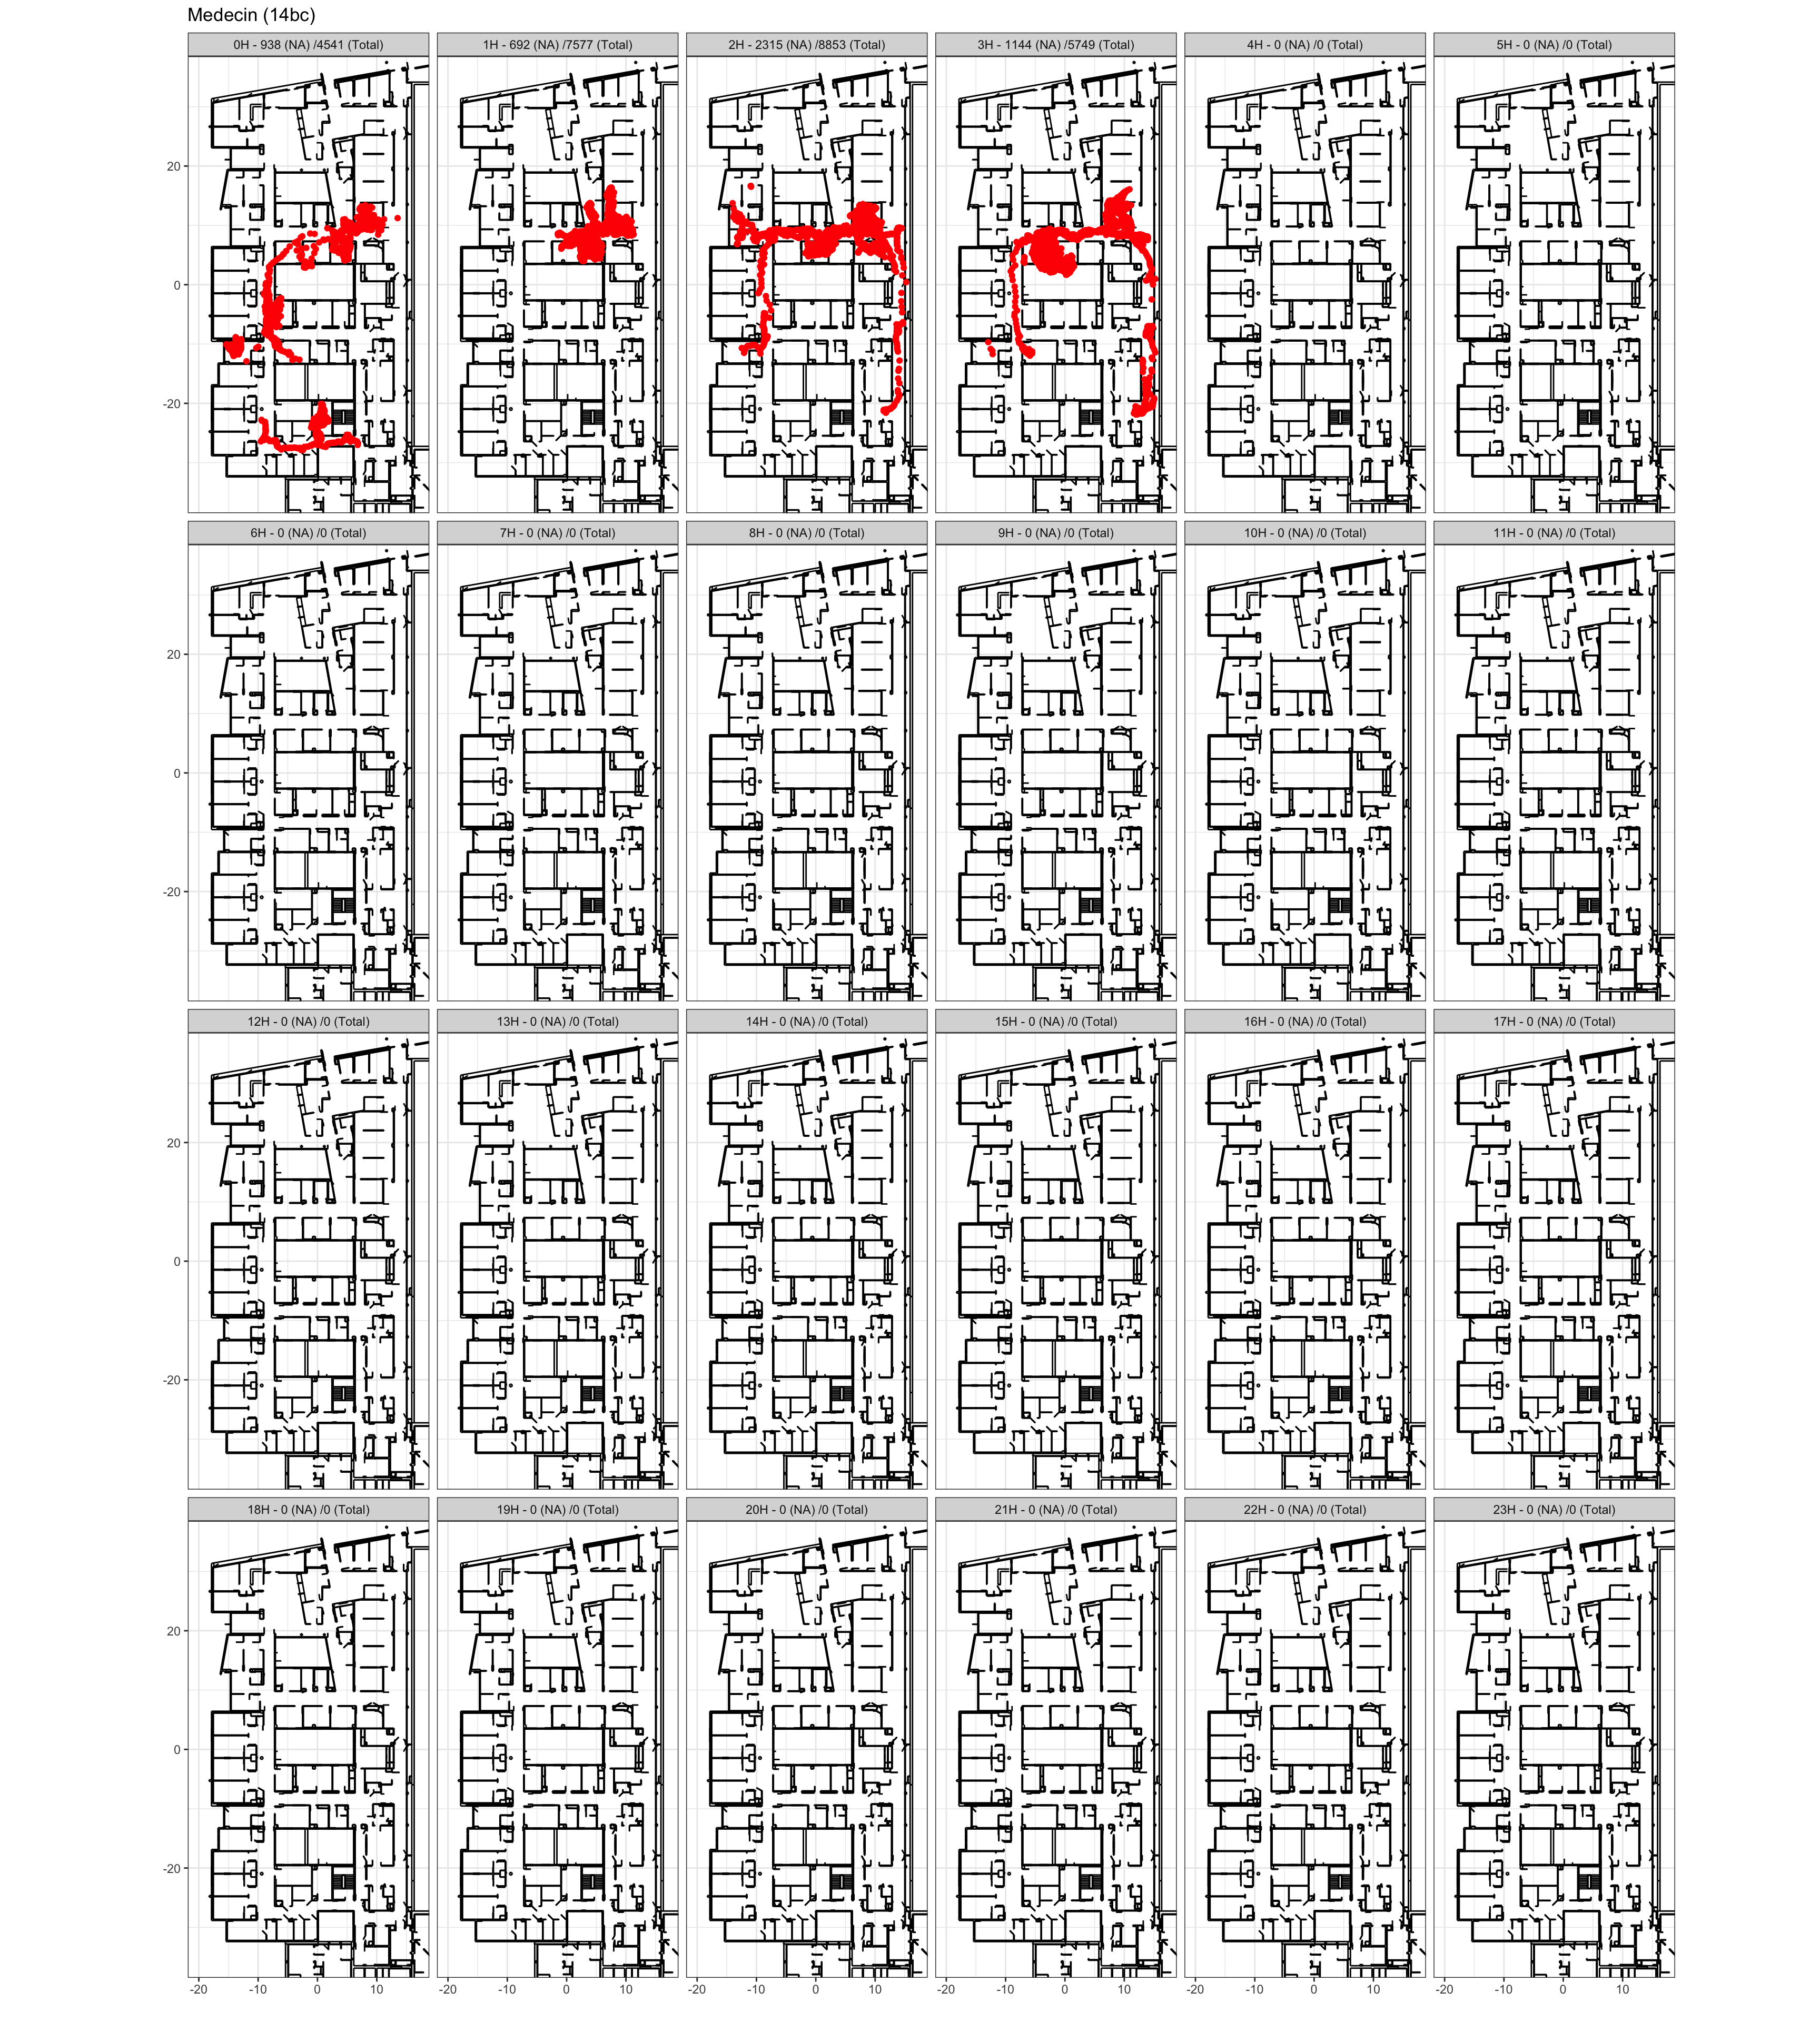 Medecin (14bc)
0H - 938 (NA) /4541 (Total) 1H - 692 (NA) /7577 (Total) 2H - 2315 (NA) /8853 (Total) 3H - 1144 (NA) /5749 (Total) 4H - 0 (NA) /0 (Total) 5H - 0 (NA) /0 (Total)
20
0
-20
6H - 0 (NA) /0 (Total) 7H - 0 (NA) /0 (Total) 8H - 0 (NA) /0 (Total) 9H - 0 (NA) /0 (Total) 10H - 0 (NA) /0 (Total) 11H - 0 (NA) /0 (Total)
20
0
-20
12H - 0 (NA) /0 (Total) 13H - 0 (NA) /0 (Total) 14H - 0 (NA) /0 (Total) 15H - 0 (NA) /0 (Total) 16H - 0 (NA) /0 (Total) 17H - 0 (NA) /0 (Total)
20
0
-20
18H - 0 (NA) /0 (Total) 19H - 0 (NA) /0 (Total) 20H - 0 (NA) /0 (Total) 21H - 0 (NA) /0 (Total) 22H - 0 (NA) /0 (Total) 23H - 0 (NA) /0 (Total)
20
0
-20
-20 -10 0 10 -20 -10 0 10 -20 -10 0 10 -20 -10 0 10 -20 -10 0 10 -20 -10 0 10